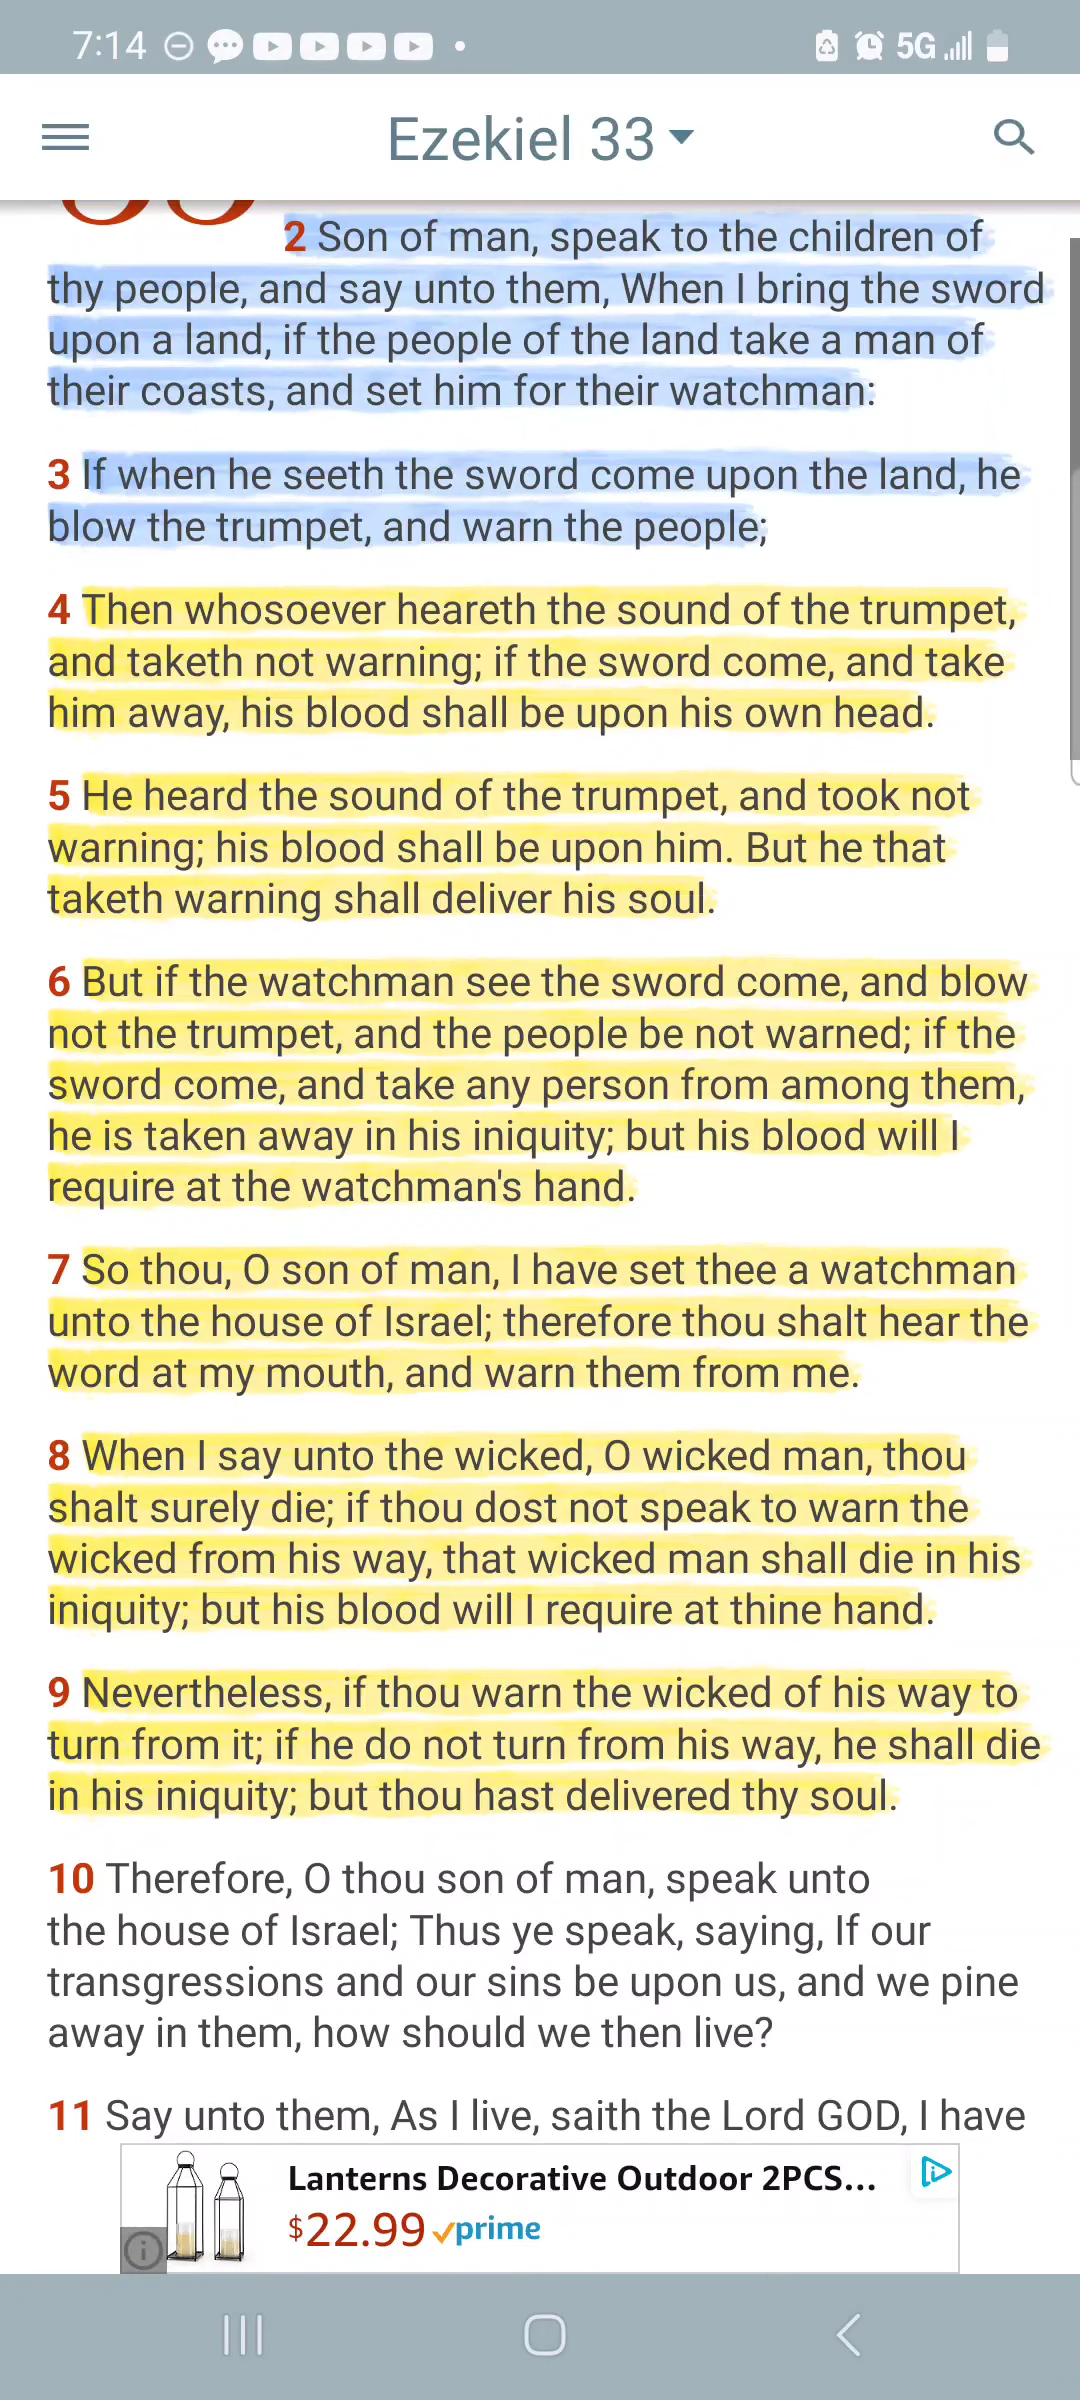 7:14
5G
Ezekiel 33
2 Son of man, speak to the children of
thy people, and say unto them, When I bring the sword
upon a land, if the people of the land take a man of
their coasts, and set him for their watchman:
3 If when he seeth the sword come upon the land, he
blow the trumpet, and warn the people;
4 Then whosoever heareth the sound of the trumpet,
and taketh not warning; if the sword come, and take
him away, his blood shall be upon his own head.
5 He heard the sound of the trumpet, and took not
warning; his blood shall be upon him. But he that
taketh warning shall deliver his soul.
6 But if the watchman see the sword come, and blow
not the trumpet, and the people be not warned; if the
sword come, and take any person from among them,
he is taken away in his iniquity; but his blood will I
require at the watchman's hand.
7 So thou, O son of man, I have set thee a watchman
unto the house of Israel; therefore thou shalt hear the
word at my mouth, and warn them from me.
8 When I say unto the wicked, O wicked man, thou
shalt surely die; if thou dost not speak to warn the
wicked from his way, that wicked man shall die in his
iniquity; but his blood will I require at thine hand.
9 Nevertheless, if thou warn the wicked of his way to
turn from it; if he do not turn from his way, he shall die
in his iniquity; but thou hast delivered thy soul.
10 Therefore, O thou son of man, speak unto
the house of Israel; Thus ye speak, saying, If our
transgressions and our sins be upon us, and we pine
away in them, how should we then live?
11 Say unto them, As I live, saith the Lord GOD, I have
Lanterns Decorative Outdoor 2PCS...
$22.99 prime